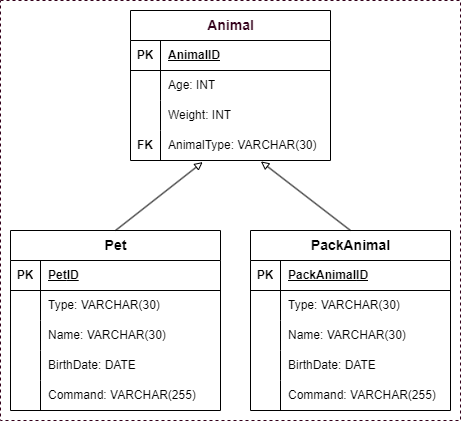 Animal
PK AnimalID
Age: INT
Weight: INT
FK AnimalType: VARCHAR(30)
Pet
PK PetID
Type: VARCHAR(30)
Name: VARCHAR(30)
BirthDate: DATE
Command: VARCHAR(255)
PackAnimal
PK PackAnimalID
Type: VARCHAR(30)
Name: VARCHAR(30)
BirthDate: DATE
Command: VARCHAR(255)